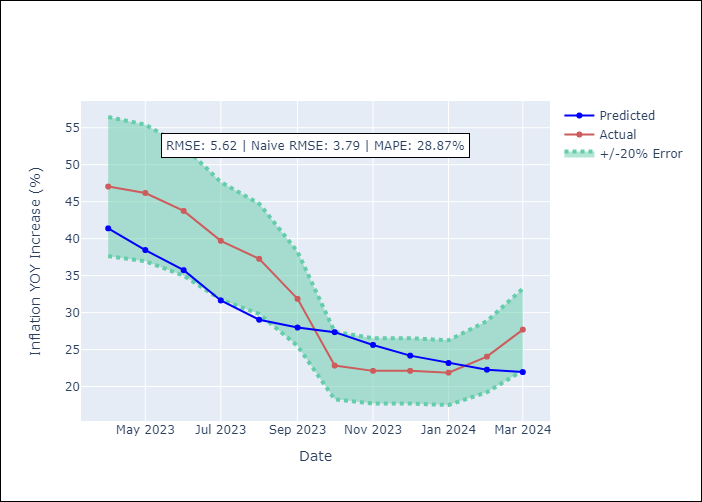 RMSE: 5.62 | Naive RMSE: 3.79 | MAPE: 28.87%
Predicted
Actual
+/-20% Error
Inflation YOY Increase (%)
55
50
45
40
35
30
25
20
May 2023
Jul 2023
Sep 2023
Nov 2023
Jan 2024
Mar 2024
Date